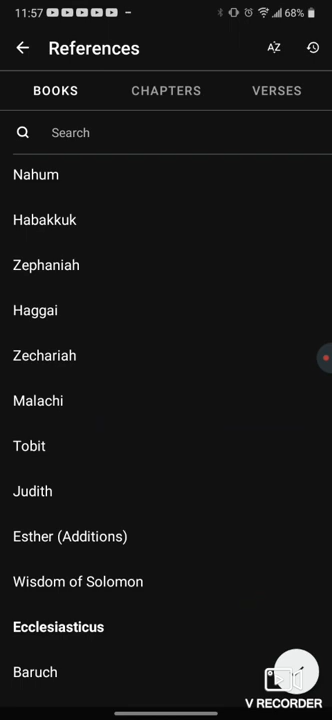 11:57
68%
References
AZ
BOOKS CHAPTERS VERSES
Search
Nahum
Habakkuk
Zephaniah
Haggai
Zechariah
Malachi
Tobit
Judith
Esther (Additions)
Wisdom of Solomon
Ecclesiasticus
Baruch
V RECORDER